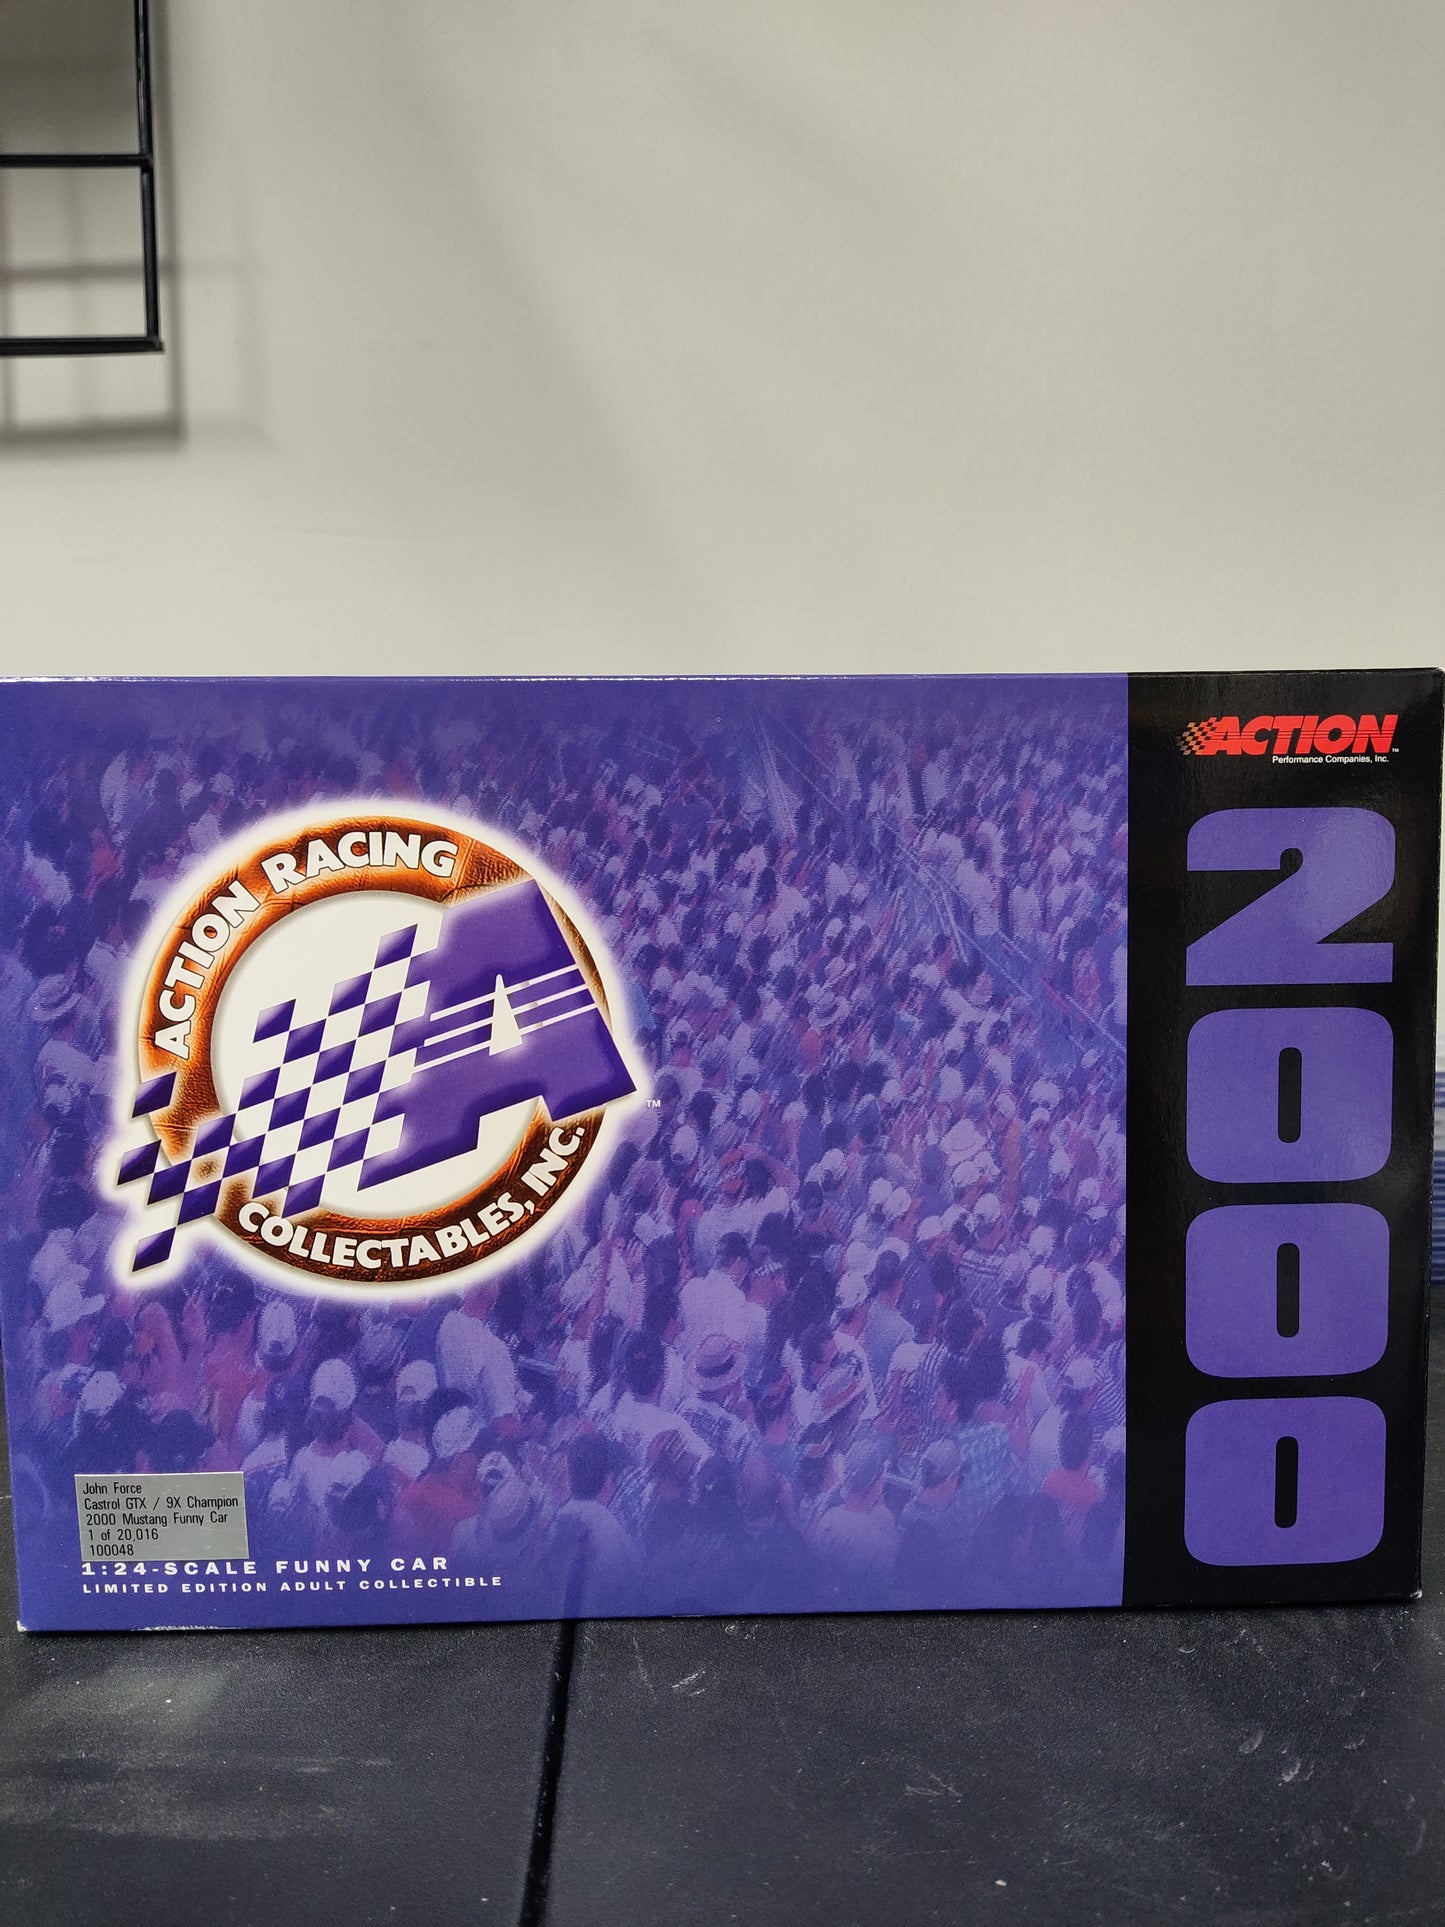 ACTION
Performance Companies, Inc.
2000
ACTION RACING
A
COLLECTABLES, INC.
TM
John Force
Castrol GTX / 9X Champion
2000 Mustang Funny Car
1 of 20,016
100048
1:24-SCALE FUNNY CAR
LIMITED EDITION ADULT COLLECTIBLE